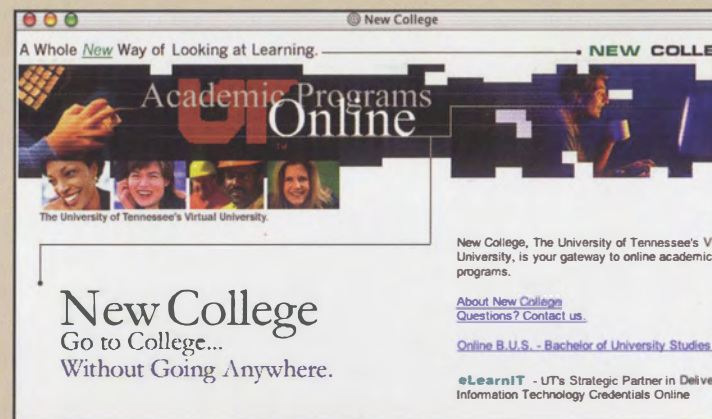 New College
A Whole New Way of Looking at Learning.
NEW COLLE
Academic Programs
UT
Online
TM
The University of Tennessee's Virtual University.
New College, The University of Tennessee's V
University, is your gateway to online academic
programs.
New College
Go to College...
Without Going Anywhere.
About New College
Questions? Contact us.
Online B.U.S. - Bachelor of University Studies
eLearnIT - UT's Strategic Partner in Delive
Information Technology Credentials Online